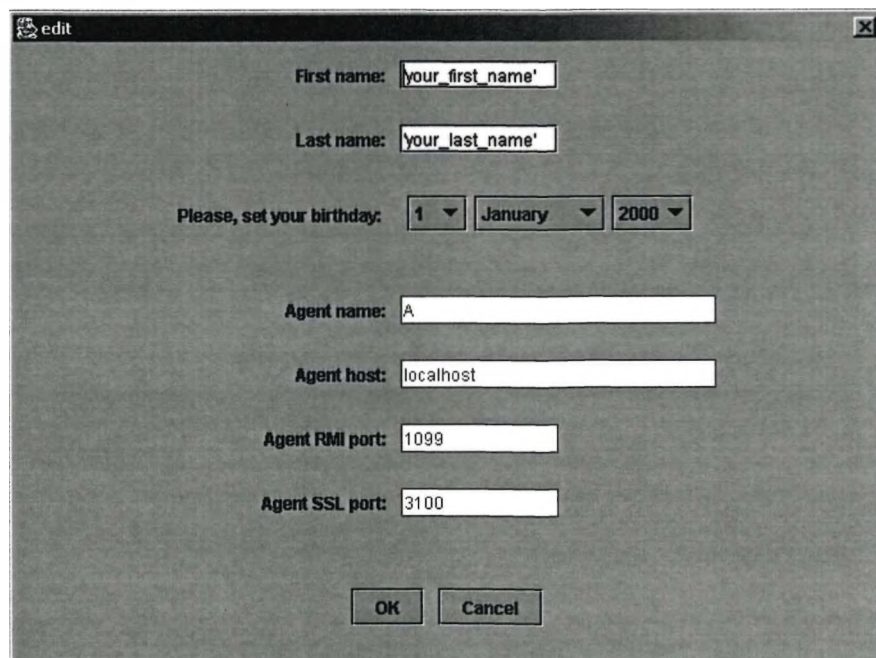 edit
First name: 'your_first_name'
Last name: 'your_last_name'
Please, set your birthday: 1 January 2000
Agent name: A
Agent host: localhost
Agent RMI port: 1099
Agent SSL port: 3100
OK Cancel